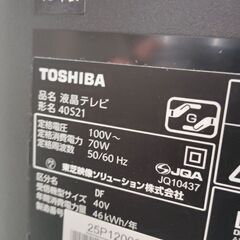 TOSHIBA
品名 液晶テレビ
形名 40S21
定格電圧 100V~
定格消費電力 70W
定格周波数 50/60 Hz
G
JQA
JQ10437
東芝映像ソリューション株式会社
区分名 DF
受信機型サイズ 40V
年間消費電力量 46kWh/年